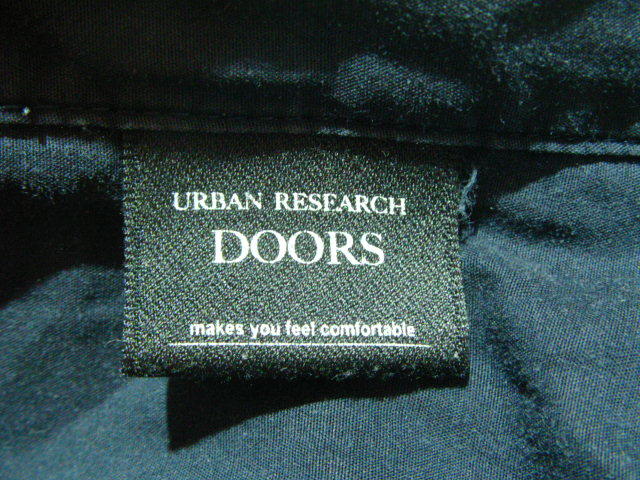 URBAN RESEARCH
DOORS
makes you feel comfortable